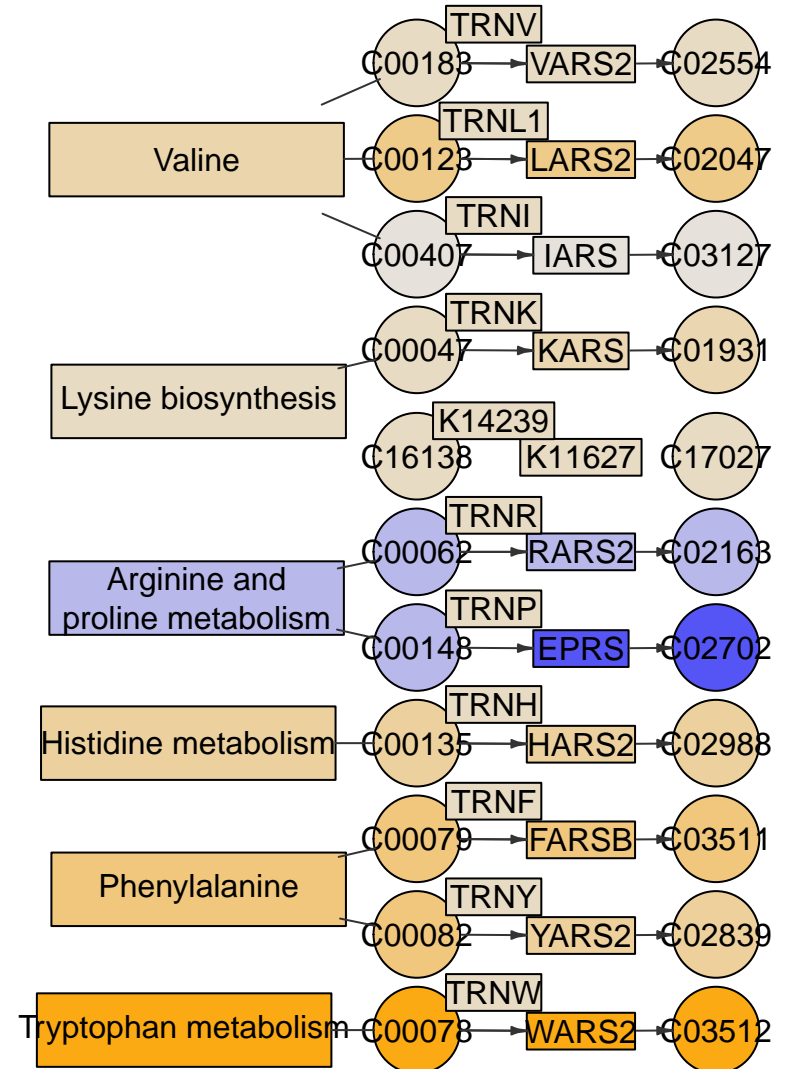 TRNV
C00183
VARS2
C02554
TRNL1
Valine
C00123
LARS2
C02047
TRNI
C00407
IARS
C03127
TRNK
C00047
KARS
C01931
Lysine biosynthesis
K14239
C16138
K11627
C17027
TRNR
C00062
RARS2
C02163
Arginine and
proline metabolism
TRNP
C00148
EPRS
C02702
TRNH
Histidine metabolism
C00135
HARS2
C02988
TRNF
C00079
FARSB
C03511
Phenylalanine
TRNY
C00082
YARS2
C02839
TRNW
Tryptophan metabolism
C00078
WARS2
C03512